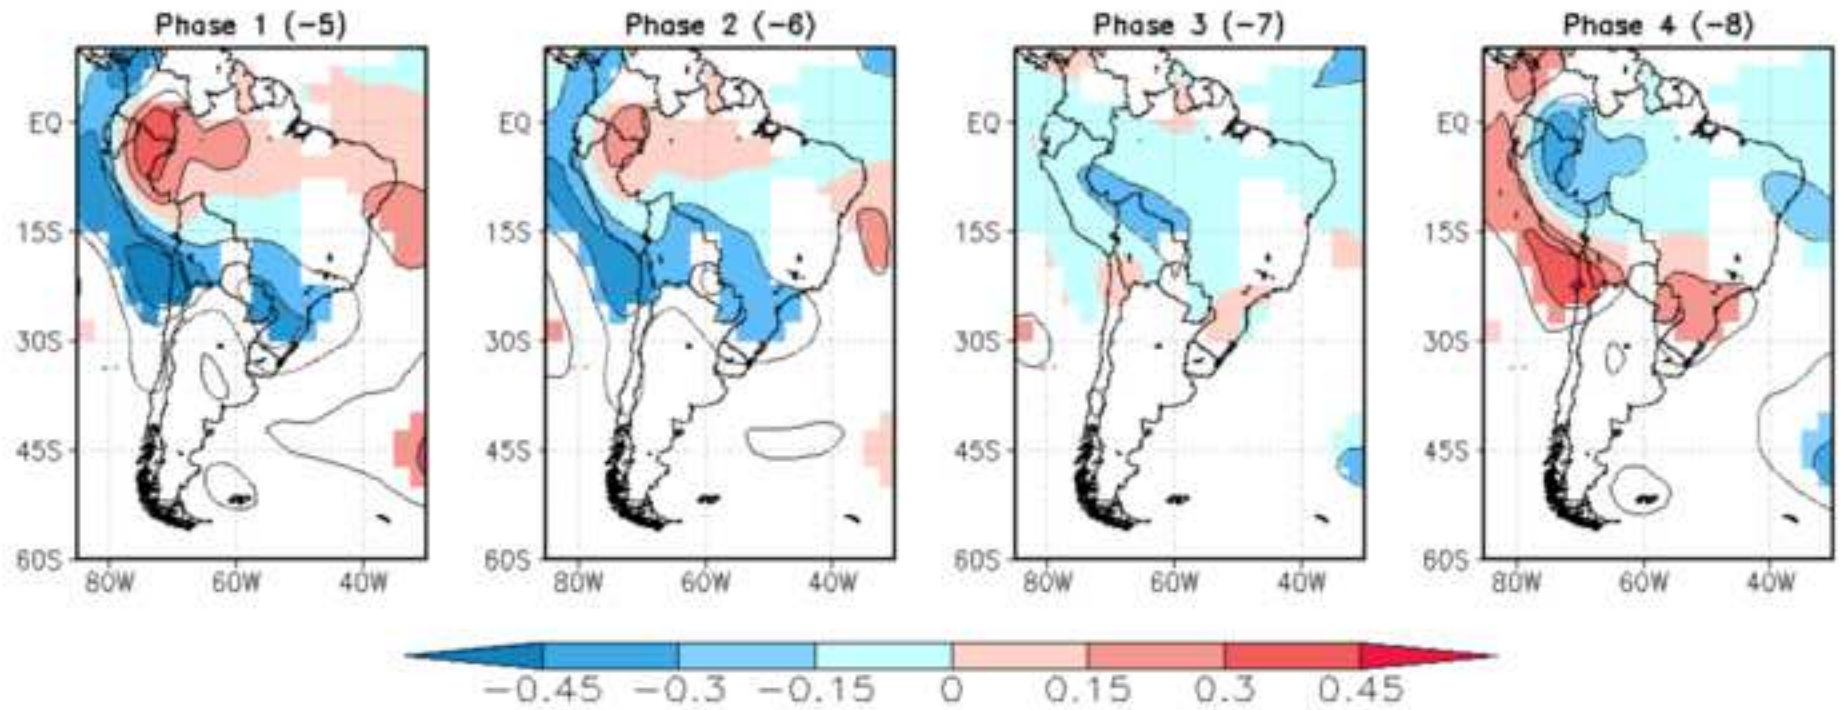 Phase 1 (−5) Phase 2 (−6) Phase 3 (−7) Phase 4 (−8)
EQ EQ EQ EQ
15S 15S 15S 15S
30S 30S 30S 30S
45S 45S 45S 45S
60S 60S 60S 60S
80W 60W 40W 80W 60W 40W 80W 60W 40W 80W 60W 40W
−0.45 −0.3 −0.15 0 0.15 0.3 0.45